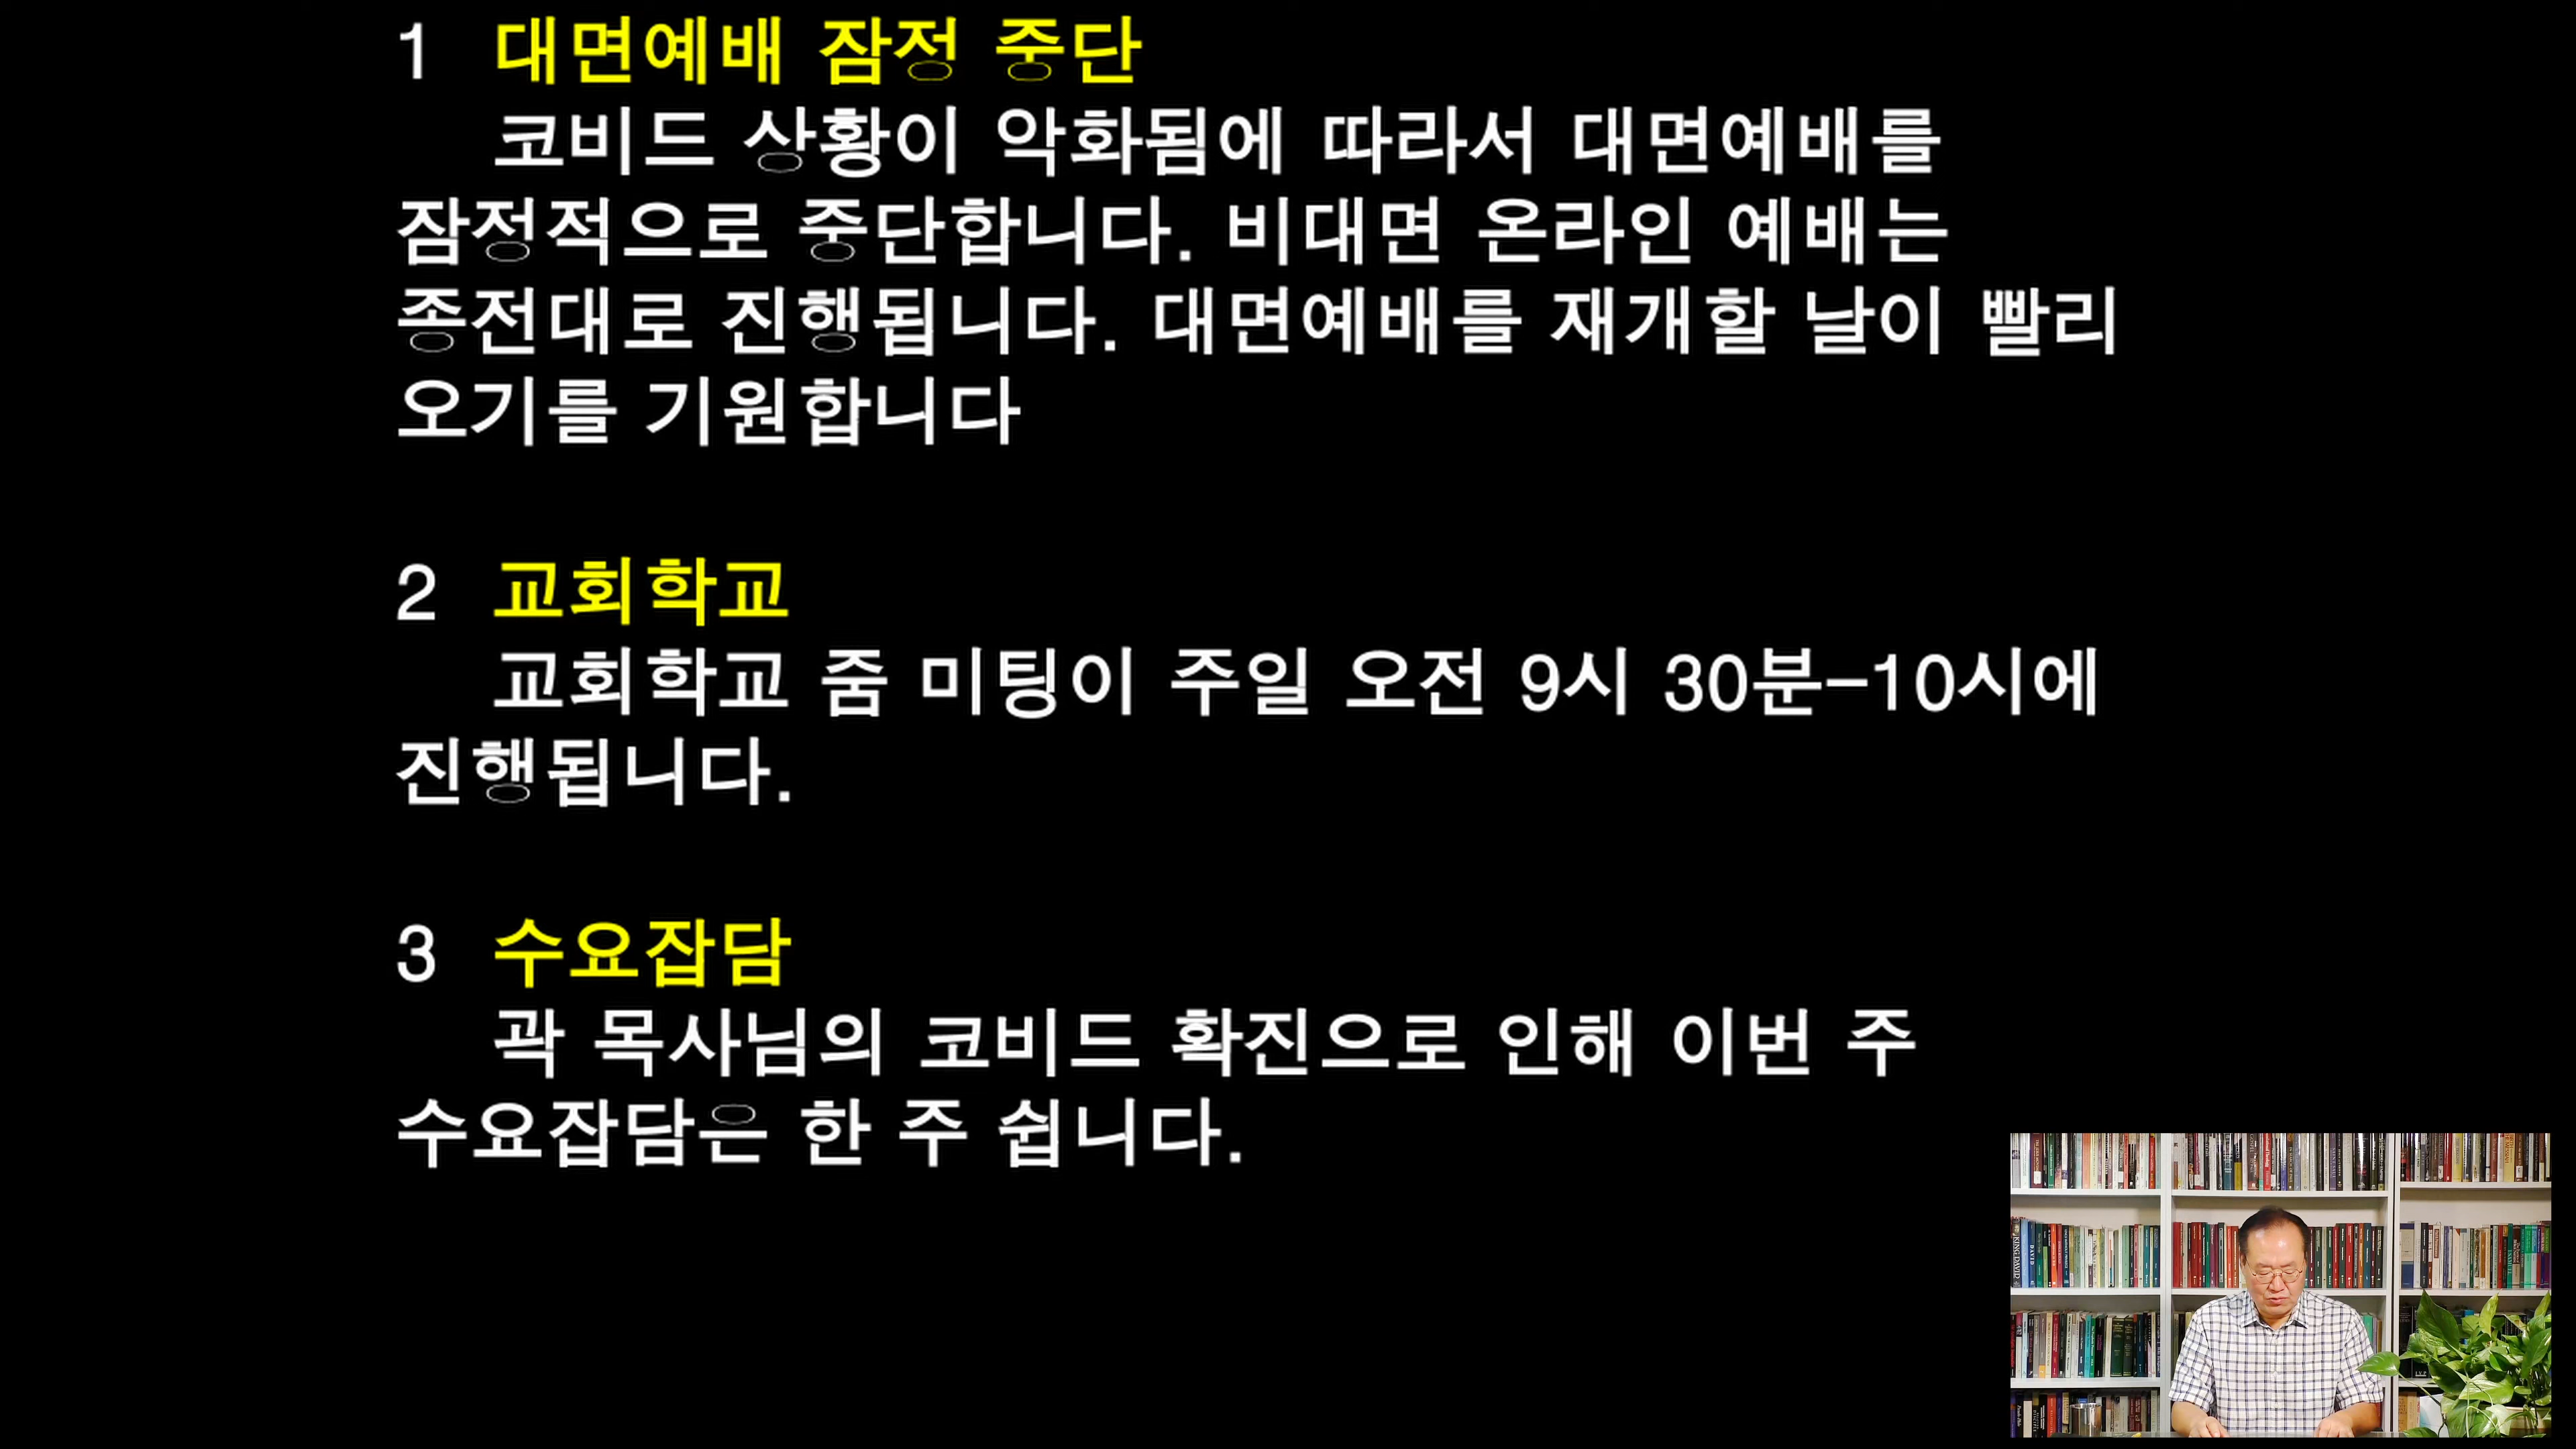 1 대면예배 잠정 중단
코비드 상황이 악화됨에 따라서 대면예배를
잠정적으로 중단합니다. 비대면 온라인 예배는
종전대로 진행됩니다. 대면예배를 재개할 날이 빨리
오기를 기원합니다
2 교회학교
교회학교 줌 미팅이 주일 오전 9시 30분-10시에
진행됩니다.
3 수요잡담
곽 목사님의 코비드 확진으로 인해 이번 주
수요잡담은 한 주 쉽니다.
KING DAVID